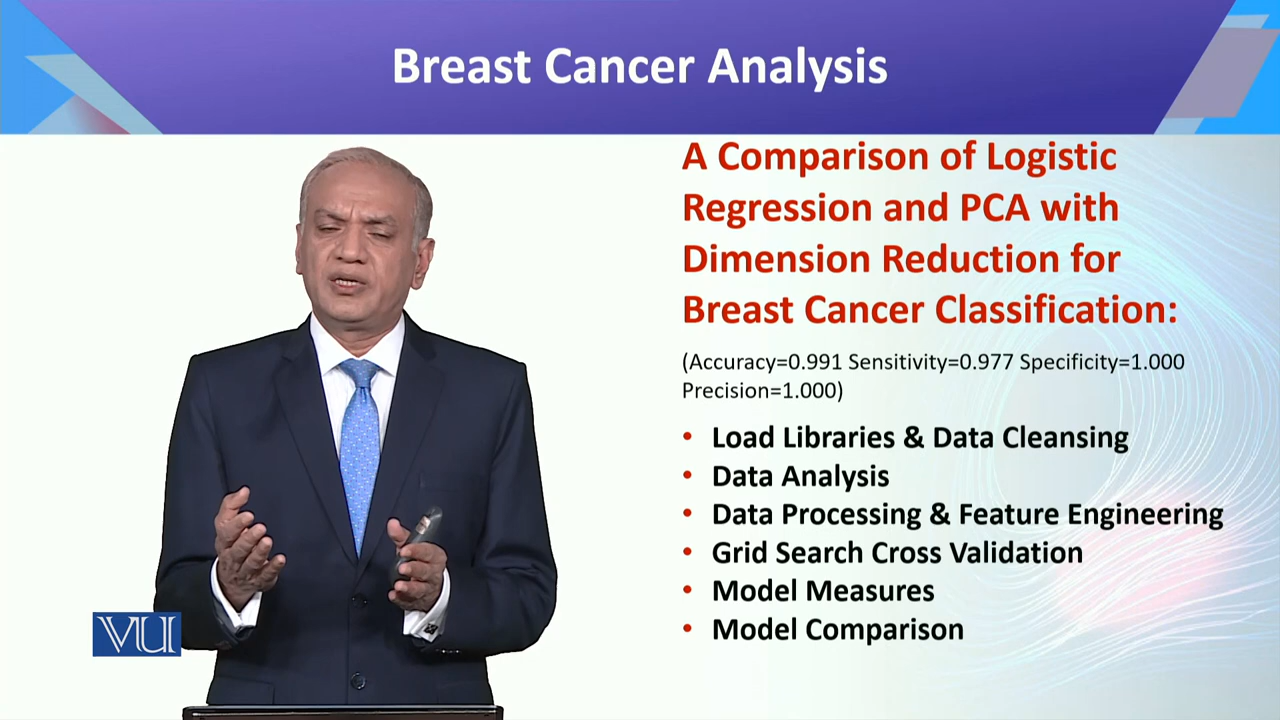 Breast Cancer Analysis
A Comparison of Logistic
Regression and PCA with
Dimension Reduction for
Breast Cancer Classification:
(Accuracy=0.991 Sensitivity=0.977 Specificity=1.000
Precision=1.000)
• Load Libraries & Data Cleansing
• Data Analysis
• Data Processing & Feature Engineering
• Grid Search Cross Validation
• Model Measures
• Model Comparison
VU